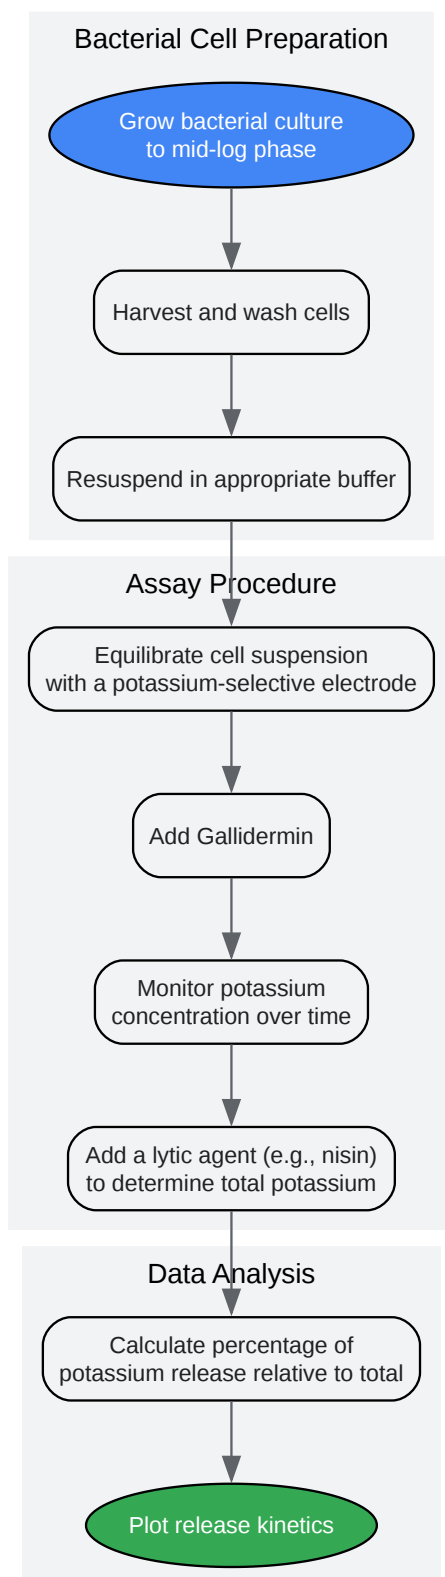 Bacterial Cell Preparation
Grow bacterial culture
to mid-log phase
Harvest and wash cells
Resuspend in appropriate buffer
Assay Procedure
Equilibrate cell suspension
with a potassium-selective electrode
Add Gallidermin
Monitor potassium
concentration over time
Add a lytic agent (e.g., nisin)
to determine total potassium
Data Analysis
Calculate percentage of
potassium release relative to total
Plot release kinetics